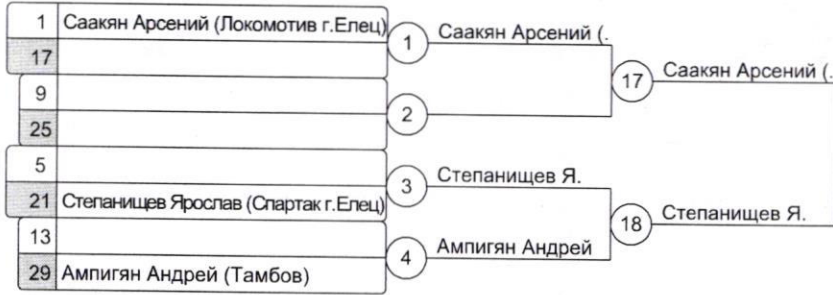 1 Саакян Арсений (Локомотив г.Елец)
17
1
Саакян Арсений (.
9
25
2
17
Саакян Арсений (.
5
21 Степанищев Ярослав (Спартак г.Елец)
3
Степанищев Я.
13
29 Ампигян Андрей (Тамбов)
4
Ампигян Андрей
18
Степанищев Я.